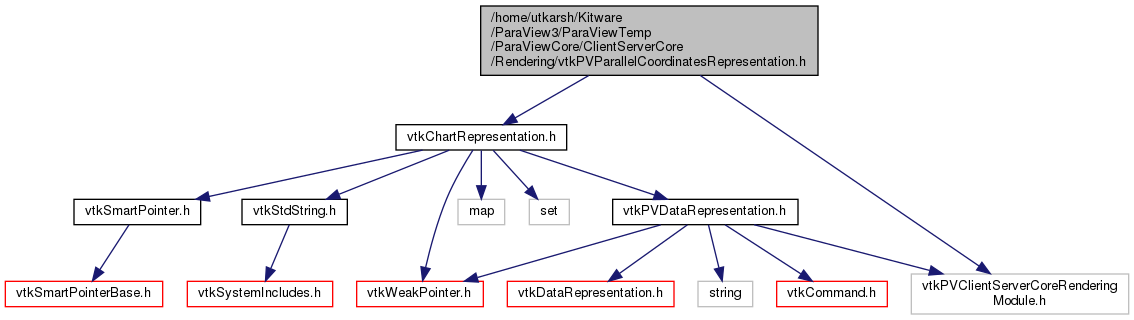 /home/utkarsh/Kitware
/ParaView3/ParaViewTemp
/ParaViewCore/ClientServerCore
/Rendering/vtkPVParallelCoordinatesRepresentation.h
vtkChartRepresentation.h
vtkSmartPointer.h
vtkStdString.h
map
set
vtkPVDataRepresentation.h
vtkSmartPointerBase.h
vtkSystemIncludes.h
vtkWeakPointer.h
vtkDataRepresentation.h
string
vtkCommand.h
vtkPVClientServerCoreRendering
Module.h